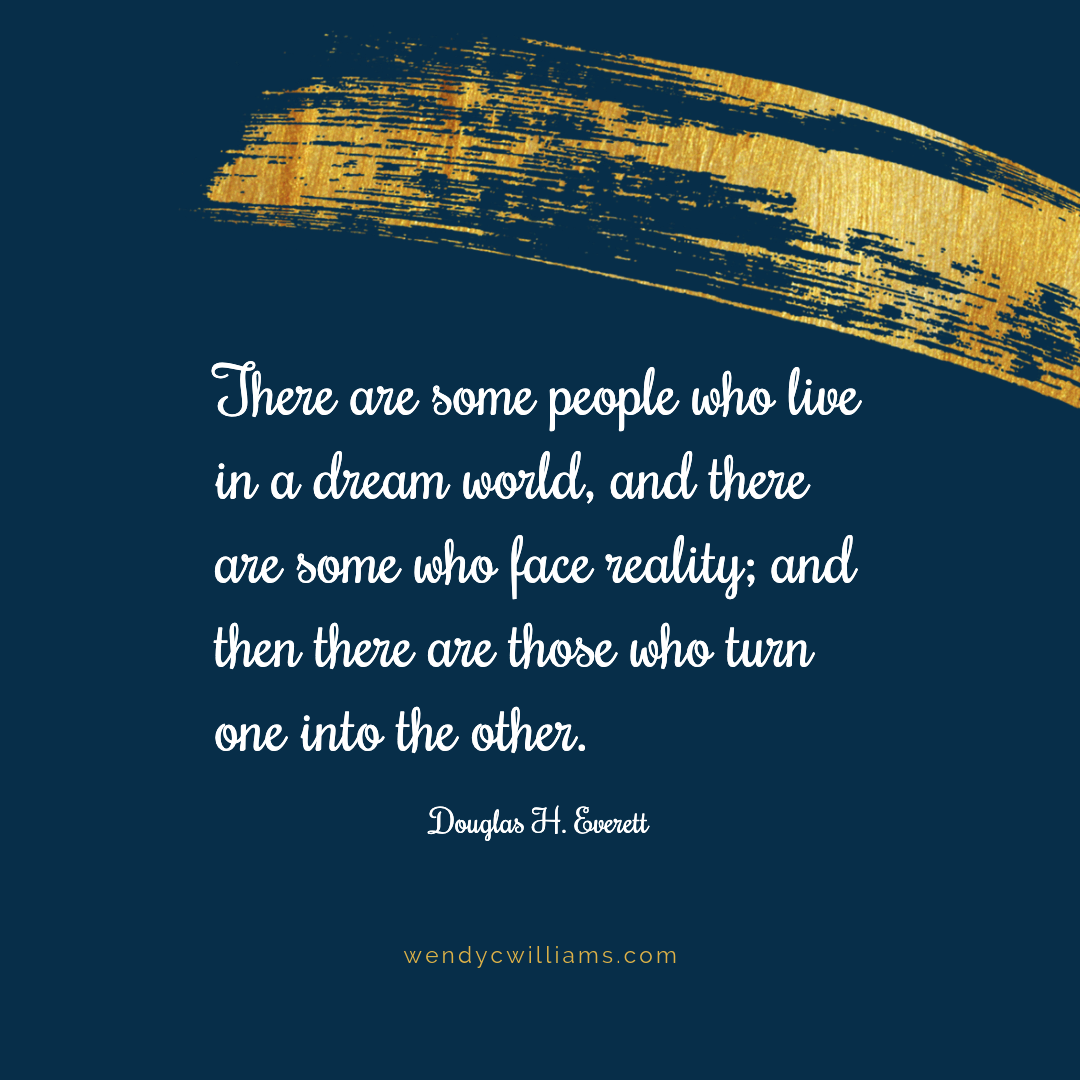 There are some people who live
in a dream world, and there
are some who face reality; and
then there are those who turn
one into the other.
Douglas H. Everett
wendycwilliams.com